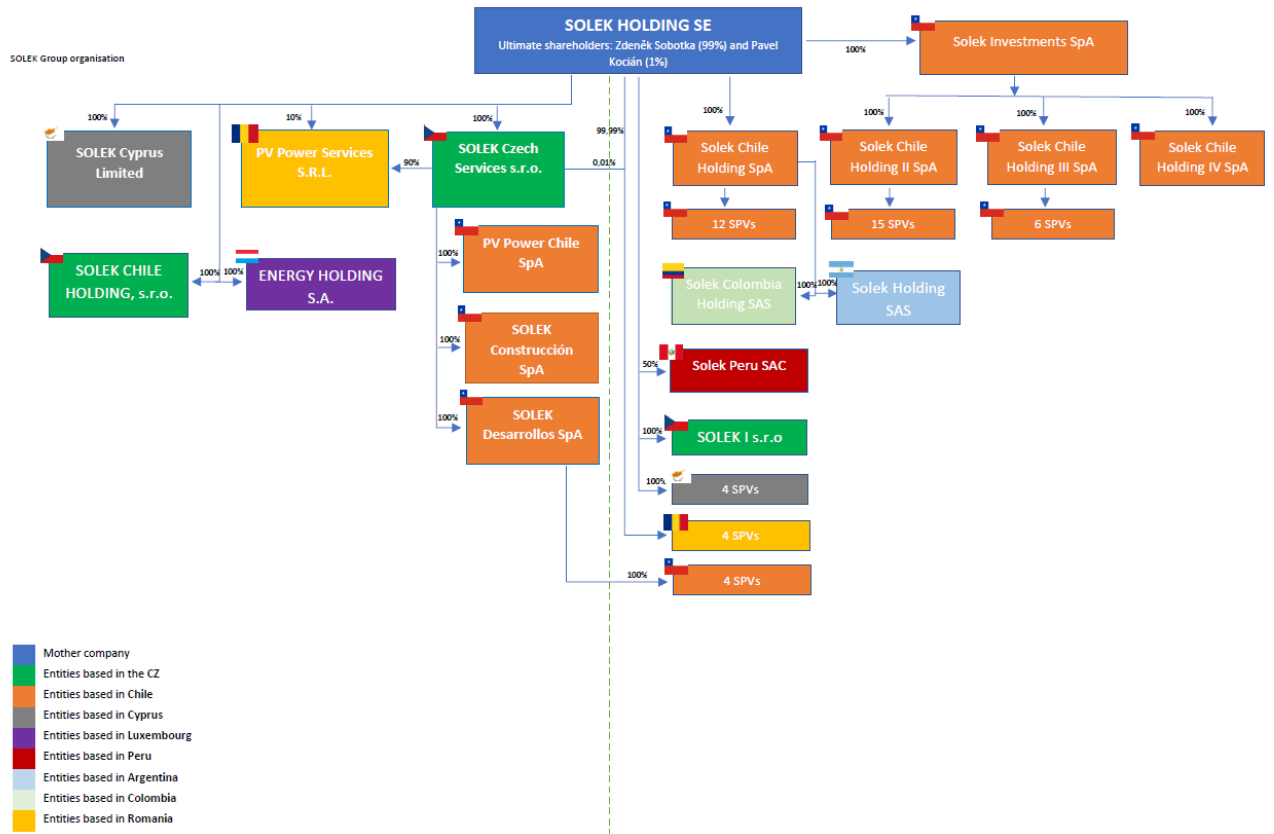 SOLEK HOLDING SE
Ultimate shareholders: Zdeněk Sobotka (99%) and Pavel
Kocián (1%)
100%
Solek Investments SpA
SOLEK Group organisation
100%
10%
100%
99,99%
0,01%
100%
100%
100%
100%
SOLEK Cyprus
Limited
PV Power Services
S.R.L.
90%
SOLEK Czech
Services s.r.o.
Solek Chile
Holding SpA
Solek Chile
Holding II SpA
Solek Chile
Holding III SpA
Solek Chile
Holding IV SpA
12 SPVs
15 SPVs
6 SPVs
SOLEK CHILE
HOLDING, s.r.o.
100%
100%
ENERGY HOLDING
S.A.
100%
PV Power Chile
SpA
Solek Colombia
Holding SAS
100%
100%
Solek Holding
SAS
100%
SOLEK
Construcción
SpA
50%
Solek Peru SAC
100%
SOLEK
Desarrollos SpA
100%
SOLEK I s.r.o
100%
4 SPVs
4 SPVs
100%
4 SPVs
Mother company
Entities based in the CZ
Entities based in Chile
Entities based in Cyprus
Entities based in Luxembourg
Entities based in Peru
Entities based in Argentina
Entities based in Colombia
Entities based in Romania